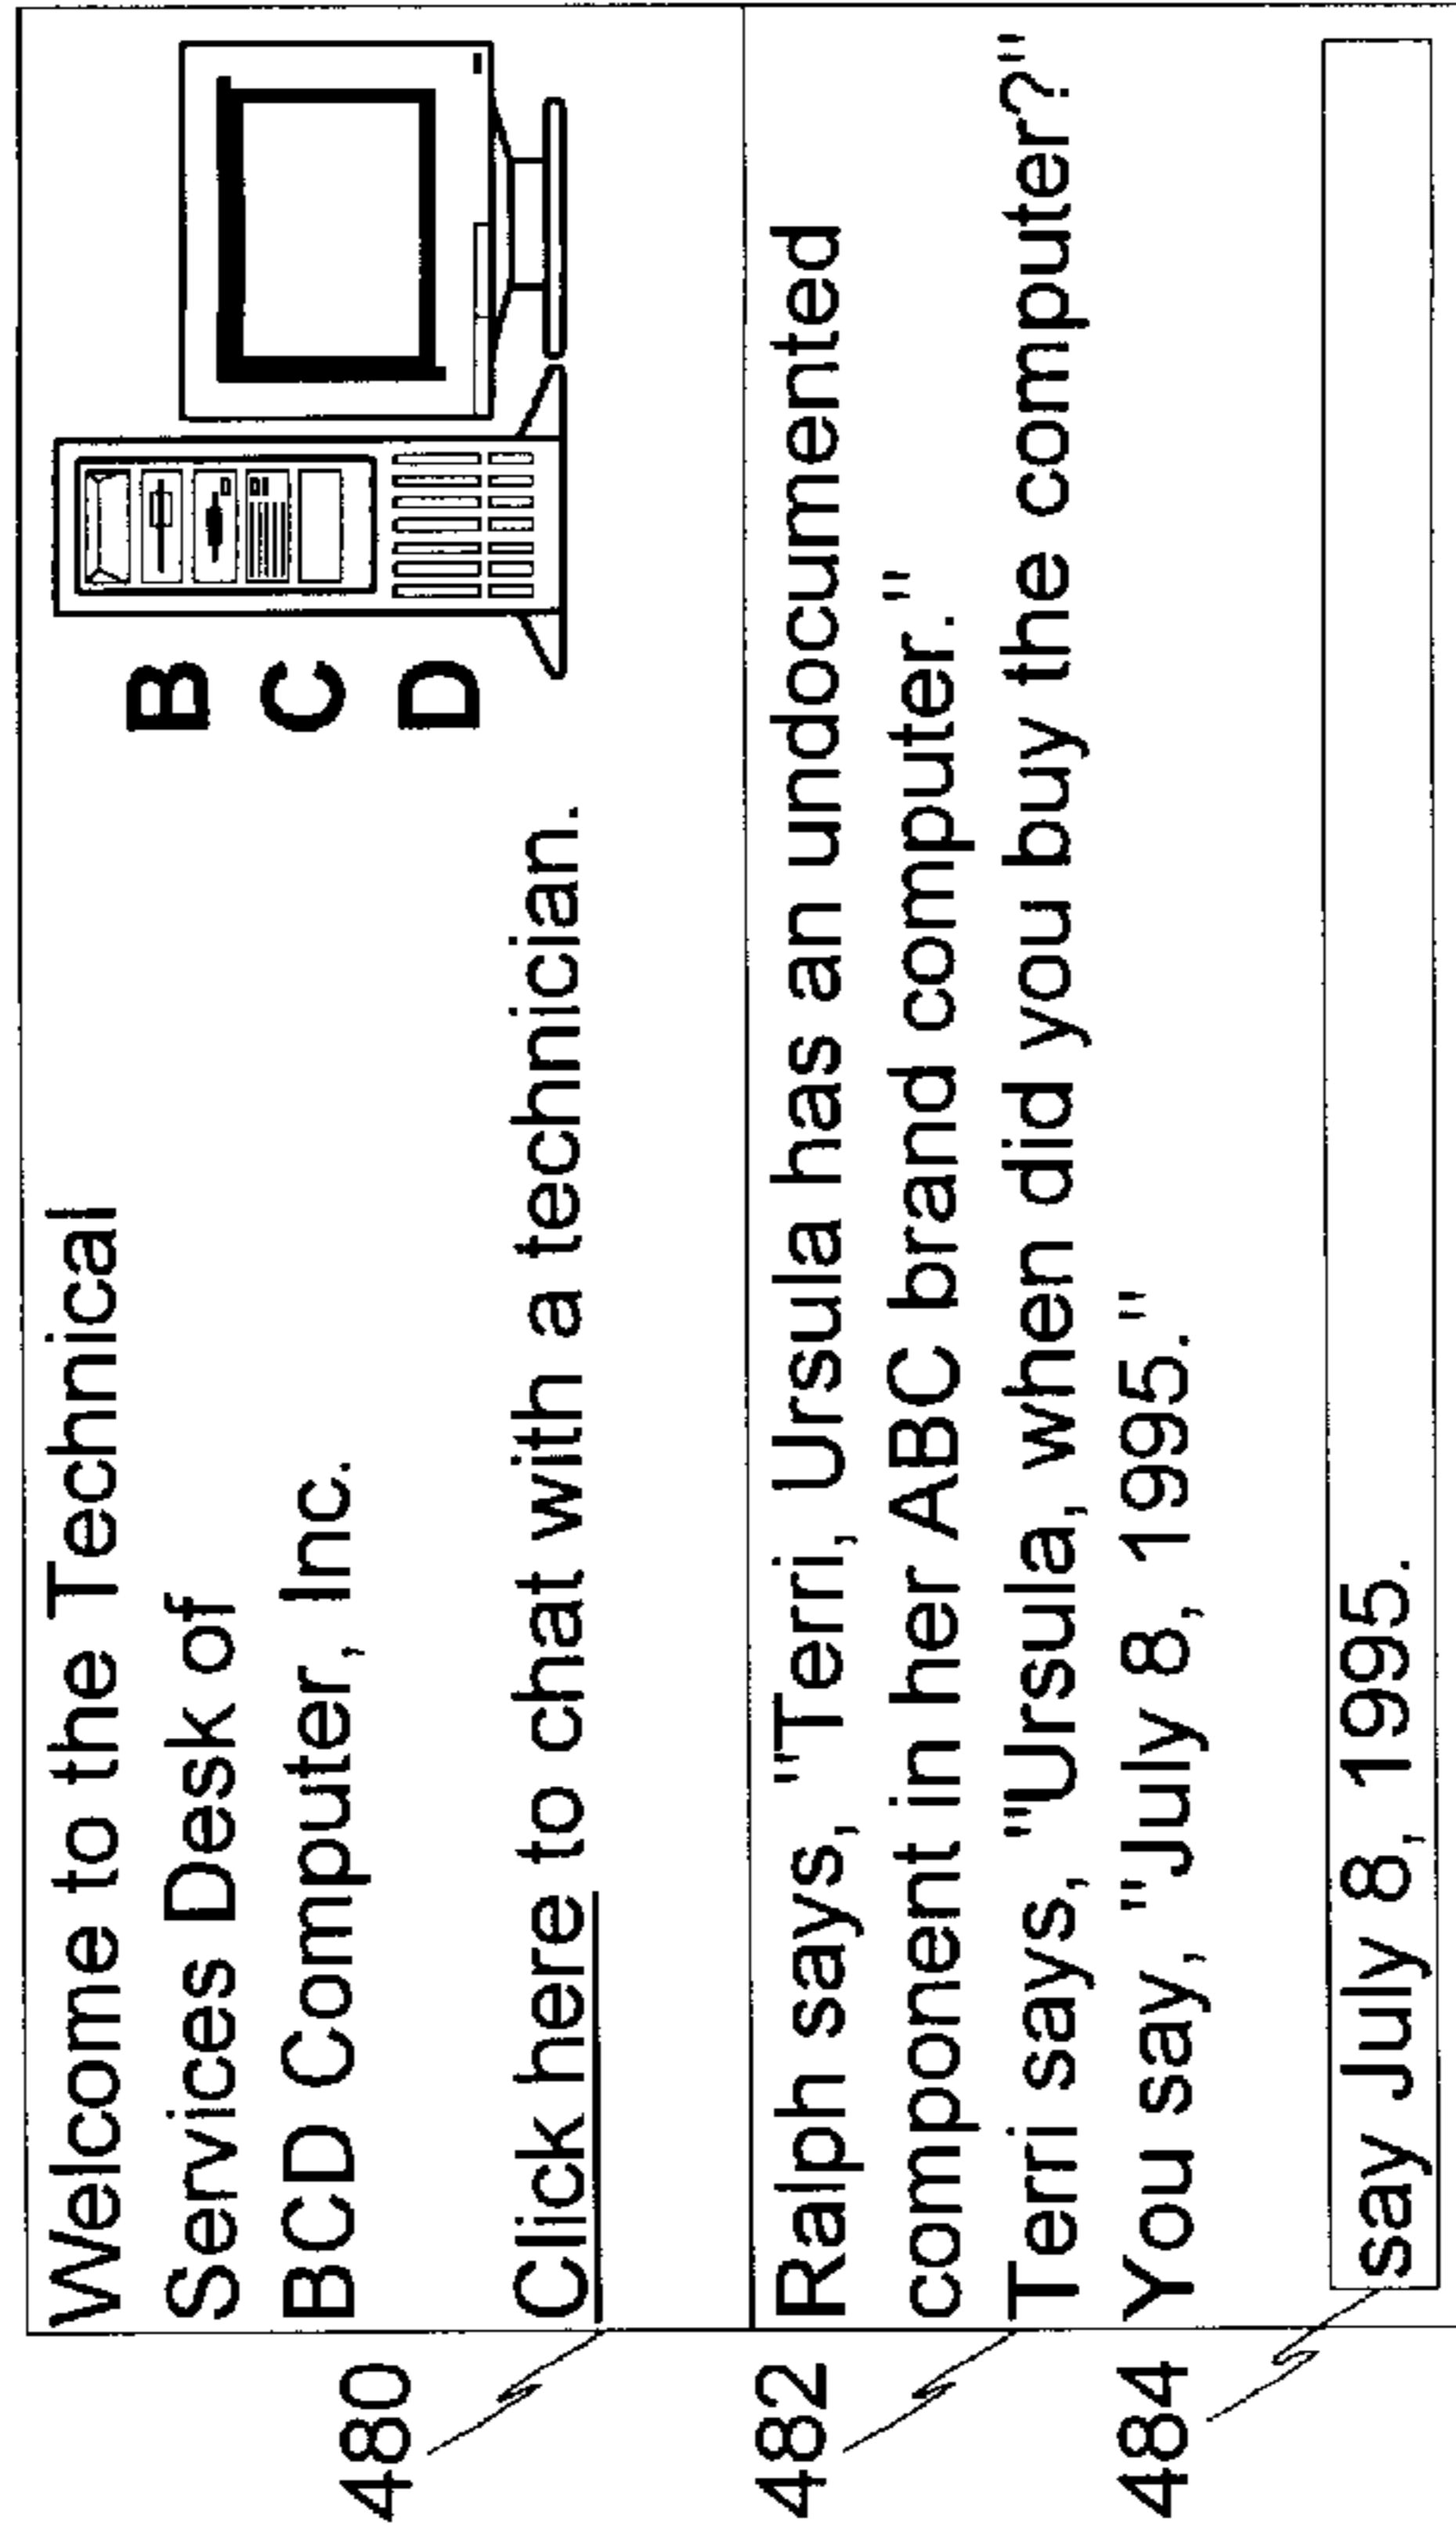 Welcome to the Technical
Services Desk of
BCD Computer, Inc.
Click here to chat with a technician.
B
C
D
480
Ralph says, "Terri, Ursula has an undocumented
component in her ABC brand computer."
Terri says, "Ursula, when did you buy the computer?"
You say, "July 8, 1995."
482
say July 8, 1995.
484